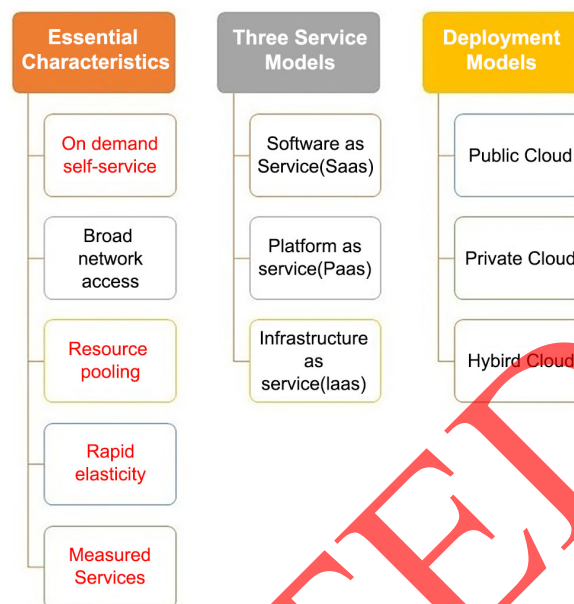 Essential
Characteristics
On demand
self-service
Broad
network
access
Resource
pooling
Rapid
elasticity
Measured
Services
Three Service
Models
Software as
Service(Saas)
Platform as
service(Paas)
Infrastructure
as
service(Iaas)
Deployment
Models
Public Cloud
Private Cloud
Hybird Cloud
TED